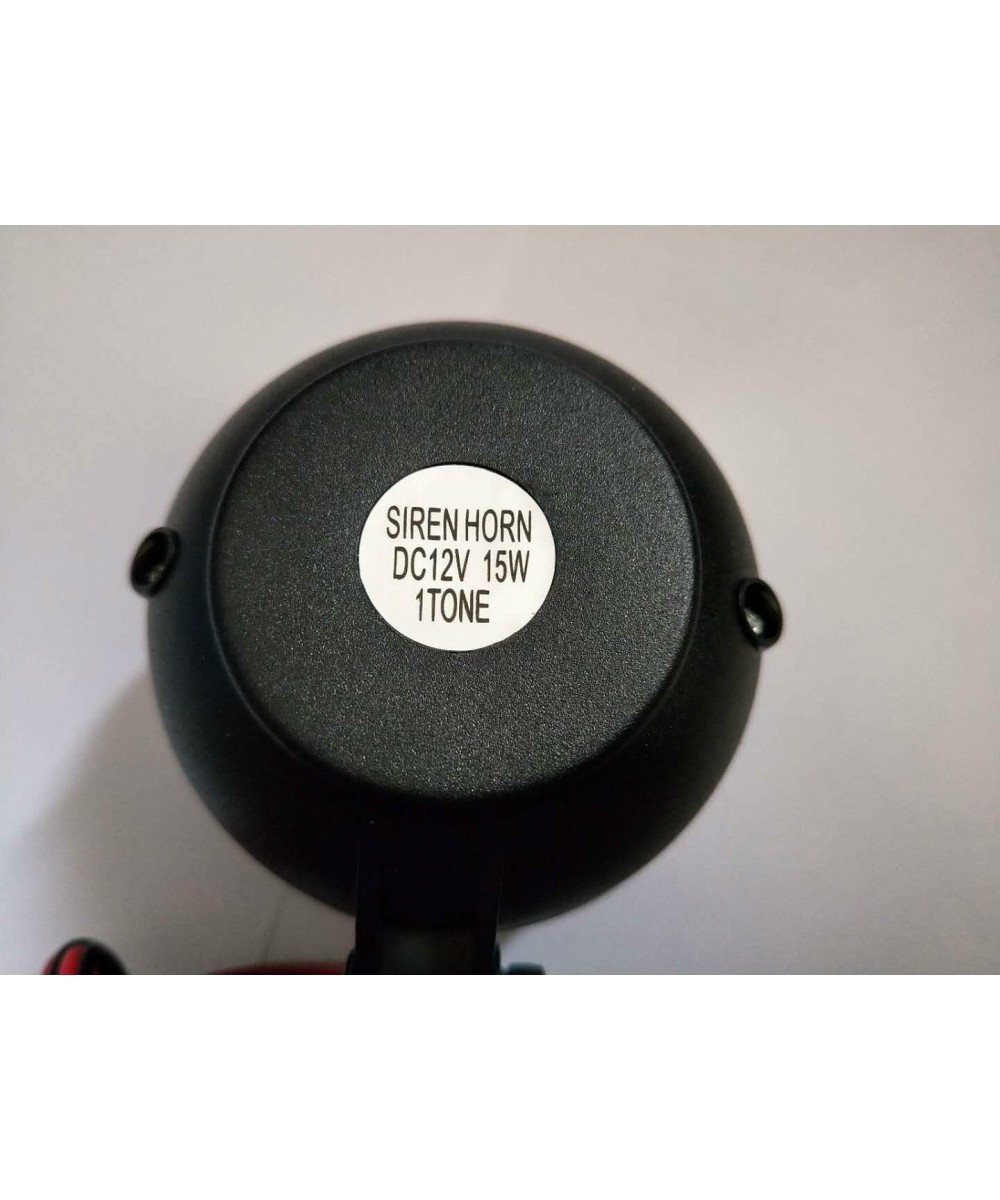 SIREN HORN
DC12V 15W
1TONE